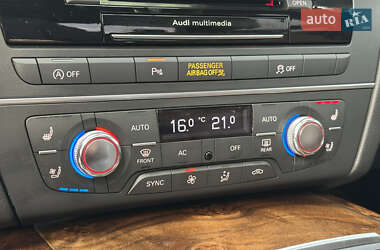 OPEN
Audi multimedia
auto RIA
OFF
PASSENGER
AIRBAG OFF
OFF
AUTO 16.0 °C 21.0 AUTO
FRONT AC OFF REAR
SYNC